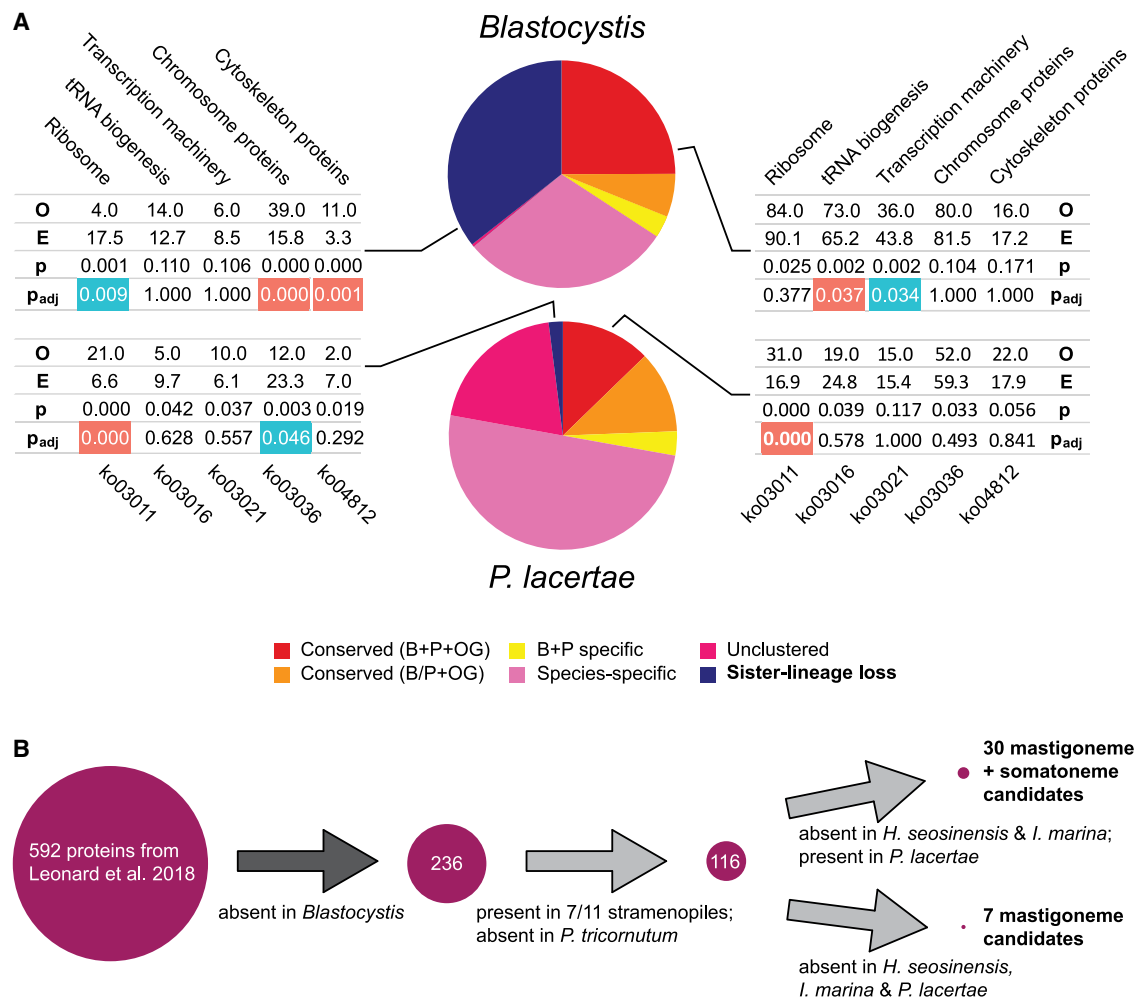 A
Blastocystis
Ribosome
tRNA biogenesis
Transcription machinery
Chromosome proteins
Cytoskeleton proteins
O 4.0 14.0 6.0 39.0 11.0
E 17.5 12.7 8.5 15.8 3.3
p 0.001 0.110 0.106 0.000 0.000
padj 0.009 1.000 1.000 0.000 0.001
O 21.0 5.0 10.0 12.0 2.0
E 6.6 9.7 6.1 23.3 7.0
p 0.000 0.042 0.037 0.003 0.019
padj 0.000 0.628 0.557 0.046 0.292
ko03011
ko03016
ko03021
ko03036
ko04812
Ribosome
tRNA biogenesis
Transcription machinery
Chromosome proteins
Cytoskeleton proteins
84.0 73.0 36.0 80.0 16.0 O
90.1 65.2 43.8 81.5 17.2 E
0.025 0.002 0.002 0.104 0.171 p
0.377 0.037 0.034 1.000 1.000 padj
31.0 19.0 15.0 52.0 22.0 O
16.9 24.8 15.4 59.3 17.9 E
0.000 0.039 0.117 0.033 0.056 p
0.000 0.578 1.000 0.493 0.841 padj
ko03011
ko03016
ko03021
ko03036
ko04812
P. lacertae
Conserved (B+P+OG)
Conserved (B/P+OG)
B+P specific
Species-specific
Unclustered
Sister-lineage loss
B
592 proteins from
Leonard et al. 2018
absent in Blastocystis
236
present in 7/11 stramenopiles;
absent in P. tricornutum
116
30 mastigoneme
+ somatoneme
candidates
absent in H. seosinensis & I. marina;
present in P. lacertae
7 mastigoneme
candidates
absent in H. seosinensis,
I. marina & P. lacertae